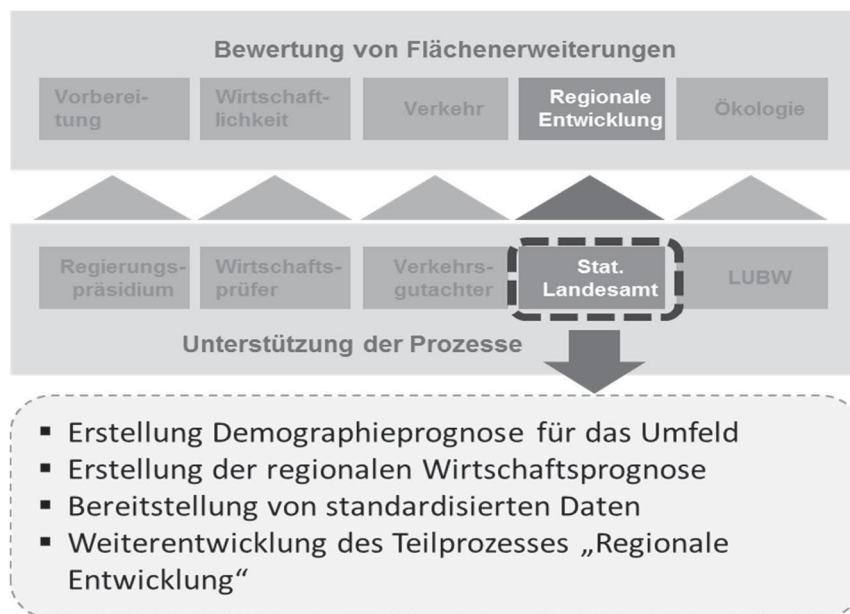 Bewertung von Flächenerweiterungen
Vorberei-
tung
Wirtschaft-
lichkeit
Verkehr
Regionale
Entwicklung
Ökologie
Regierungs-
präsidium
Wirtschafts-
prüfer
Verkehrs-
gutachter
Stat.
Landesamt
LUBW
Unterstützung der Prozesse
▪ Erstellung Demographieprognose für das Umfeld
▪ Erstellung der regionalen Wirtschaftsprognose
▪ Bereitstellung von standardisierten Daten
▪ Weiterentwicklung des Teilprozesses „Regionale
Entwicklung“